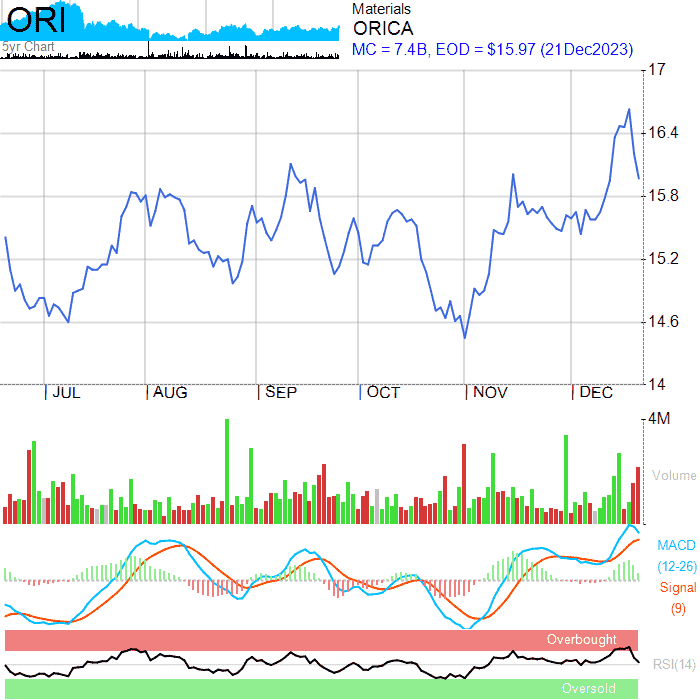 ORI
5yr Chart
Materials
ORICA
MC = 7.4B, EOD = $15.97 (21Dec2023)
17
16.4
15.8
15.2
14.6
14
JUL AUG SEP OCT NOV DEC
4M
Volume
MACD
(12-26)
Signal
(9)
Overbought
RSI(14)
Oversold